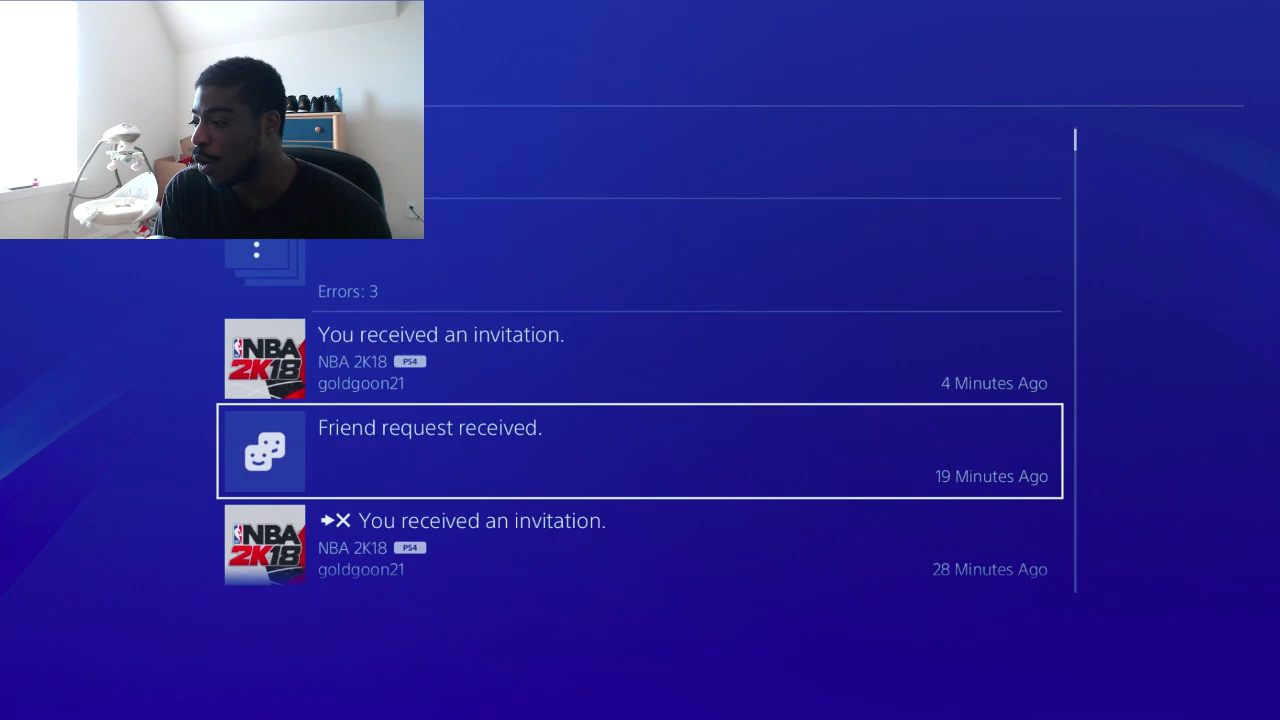 Errors: 3
You received an invitation.
NBA 2K18 PS4
goldgoon21
4 Minutes Ago
NBA
2K18
Friend request received.
19 Minutes Ago
You received an invitation.
NBA 2K18 PS4
goldgoon21
28 Minutes Ago
NBA
2K18